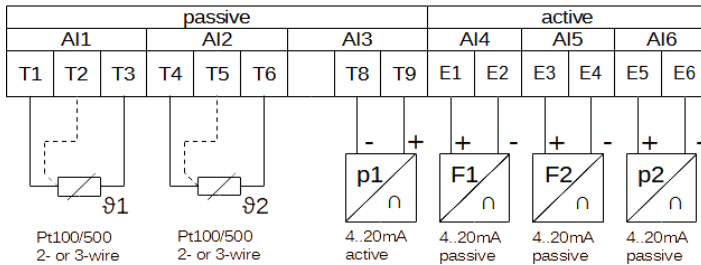 passive active
AI1 AI2 AI3 AI4 AI5 AI6
T1 T2 T3 T4 T5 T6 T8 T9 E1 E2 E3 E4 E5 E6
- + + - + - + -
p1 F1 F2 p2
∩ ∩ ∩ ∩
ϑ1 ϑ2
Pt100/500 Pt100/500 4..20mA 4..20mA 4..20mA 4..20mA
2- or 3-wire 2- or 3-wire active passive passive passive